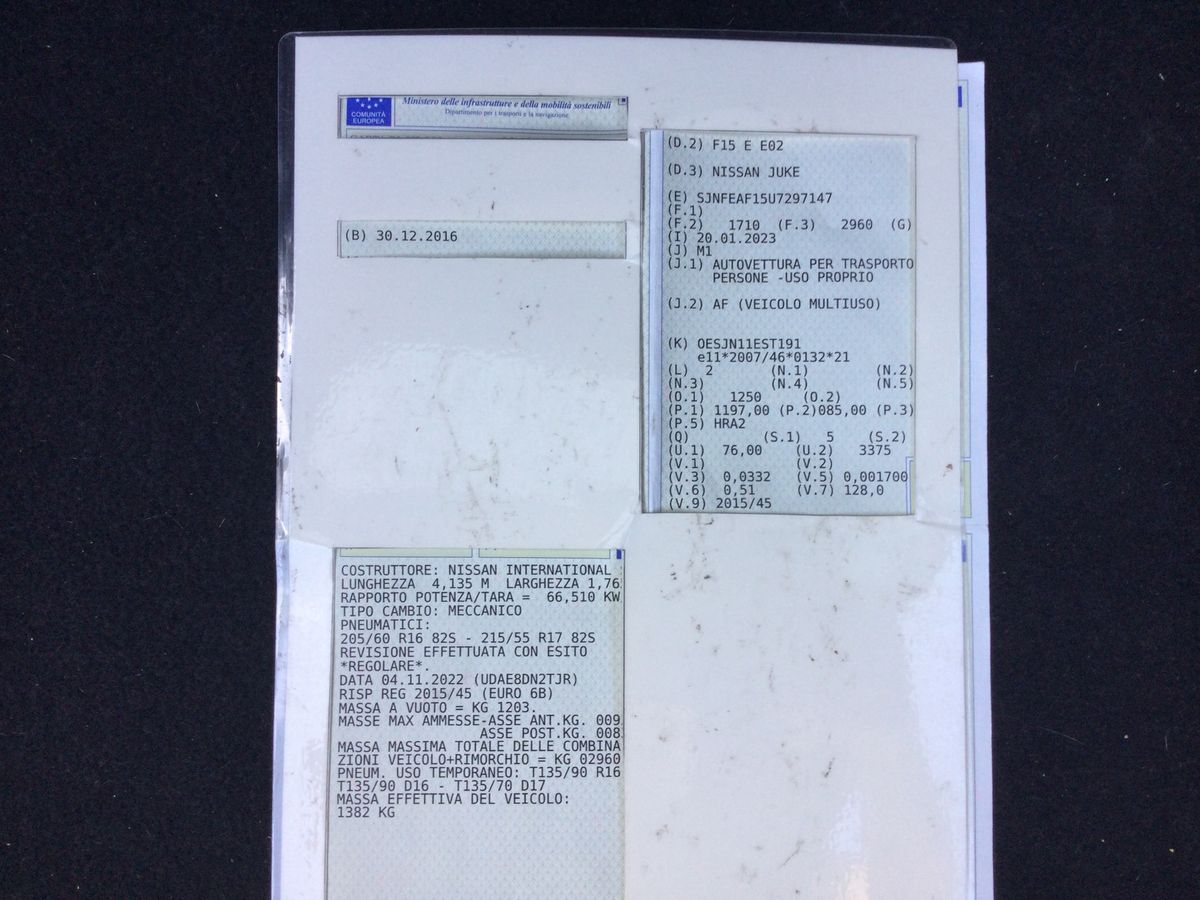 COMUNITÀ
EUROPEA
Ministero delle infrastrutture e della mobilità sostenibili
Dipartimento per i trasporti e la navigazione
(B) 30.12.2016
(D.2) F15 E E02
(D.3) NISSAN JUKE
(E) SJNFEAF15U7297147
(F.1)
(F.2) 1710 (F.3) 2960 (G)
(I) 20.01.2023
(J) M1
(J.1) AUTOVETTURA PER TRASPORTO
PERSONE -USO PROPRIO
(J.2) AF (VEICOLO MULTIUSO)
(K) OESJN11EST191
e11*2007/46*0132*21
(L) 2 (N.1) (N.2)
(N.3) (N.4) (N.5)
(O.1) 1250 (O.2)
(P.1) 1197,00 (P.2)085,00 (P.3)
(P.5) HRA2
(Q) (S.1) 5 (S.2)
(U.1) 76,00 (U.2) 3375
(V.1) (V.2)
(V.3) 0,0332 (V.5) 0,001700
(V.6) 0,51 (V.7) 128,0
(V.9) 2015/45
COSTRUTTORE: NISSAN INTERNATIONAL
LUNGHEZZA 4,135 M LARGHEZZA 1,76
RAPPORTO POTENZA/TARA = 66,510 KW
TIPO CAMBIO: MECCANICO
PNEUMATICI:
205/60 R16 82S - 215/55 R17 82S
REVISIONE EFFETTUATA CON ESITO
*REGOLARE*.
DATA 04.11.2022 (UDAE8DN2TJR)
RISP REG 2015/45 (EURO 6B)
MASSA A VUOTO = KG 1203.
MASSE MAX AMMESSE-ASSE ANT.KG. 009
ASSE POST.KG. 008
MASSA MASSIMA TOTALE DELLE COMBINA
ZIONI VEICOLO+RIMORCHIO = KG 02960
PNEUM. USO TEMPORANEO: T135/90 R16
T135/90 D16 - T135/70 D17
MASSA EFFETTIVA DEL VEICOLO:
1382 KG